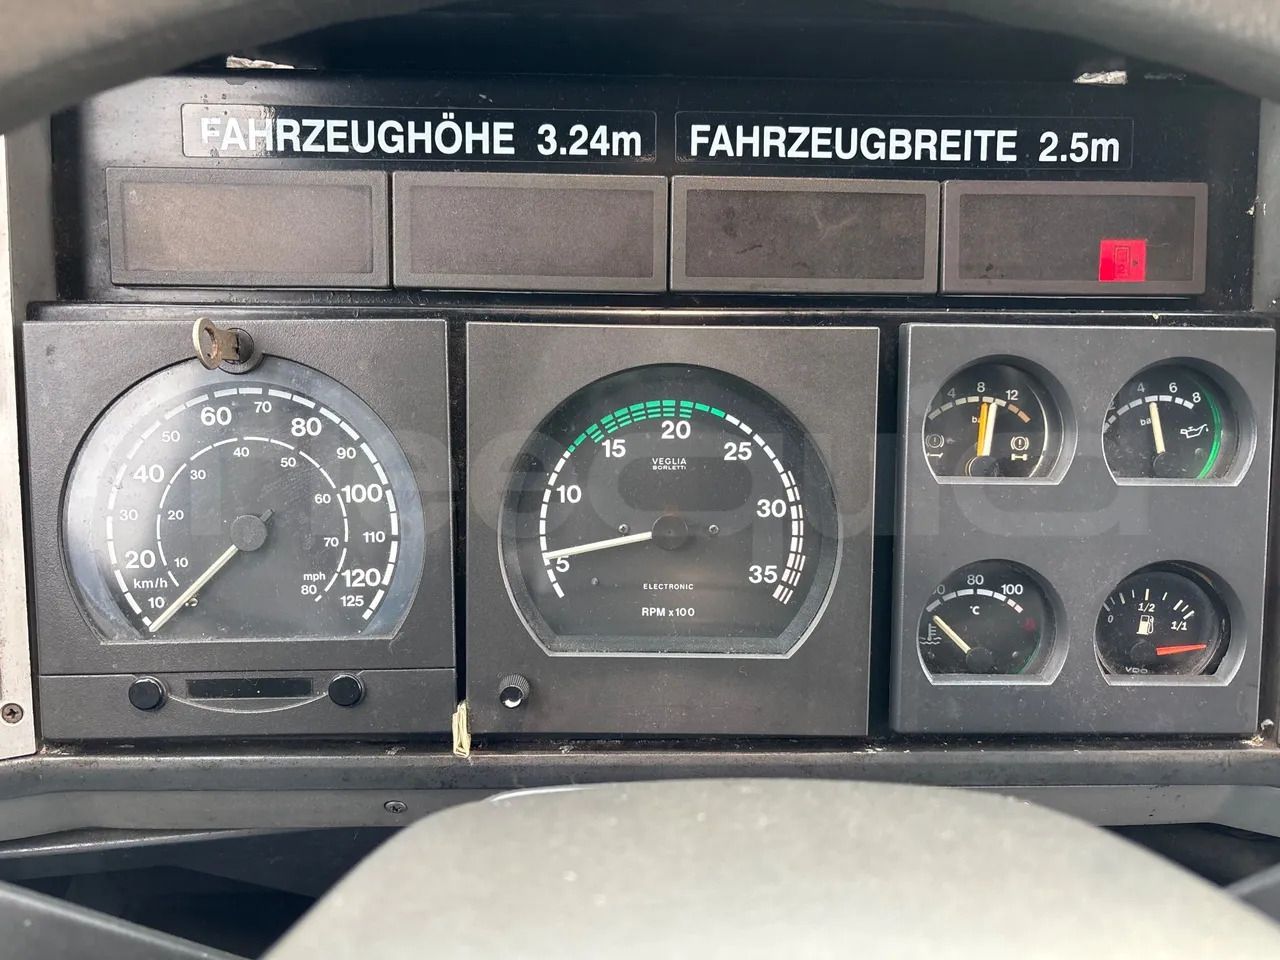 FAHRZEUGHÖHE 3.24m
FAHRZEUGBREITE 2.5m
10 20 30 40 50 60 70 80 90 100 110 120 125
km/h
10 20 30 40 50 60 70 80
mph
5 10 15 20 25 30 35
VEGLIA
BORLETTI
ELECTRONIC
RPM x 100
4 8 12
4 6 8
80 100
°C
0 1/2 1/1
VDO